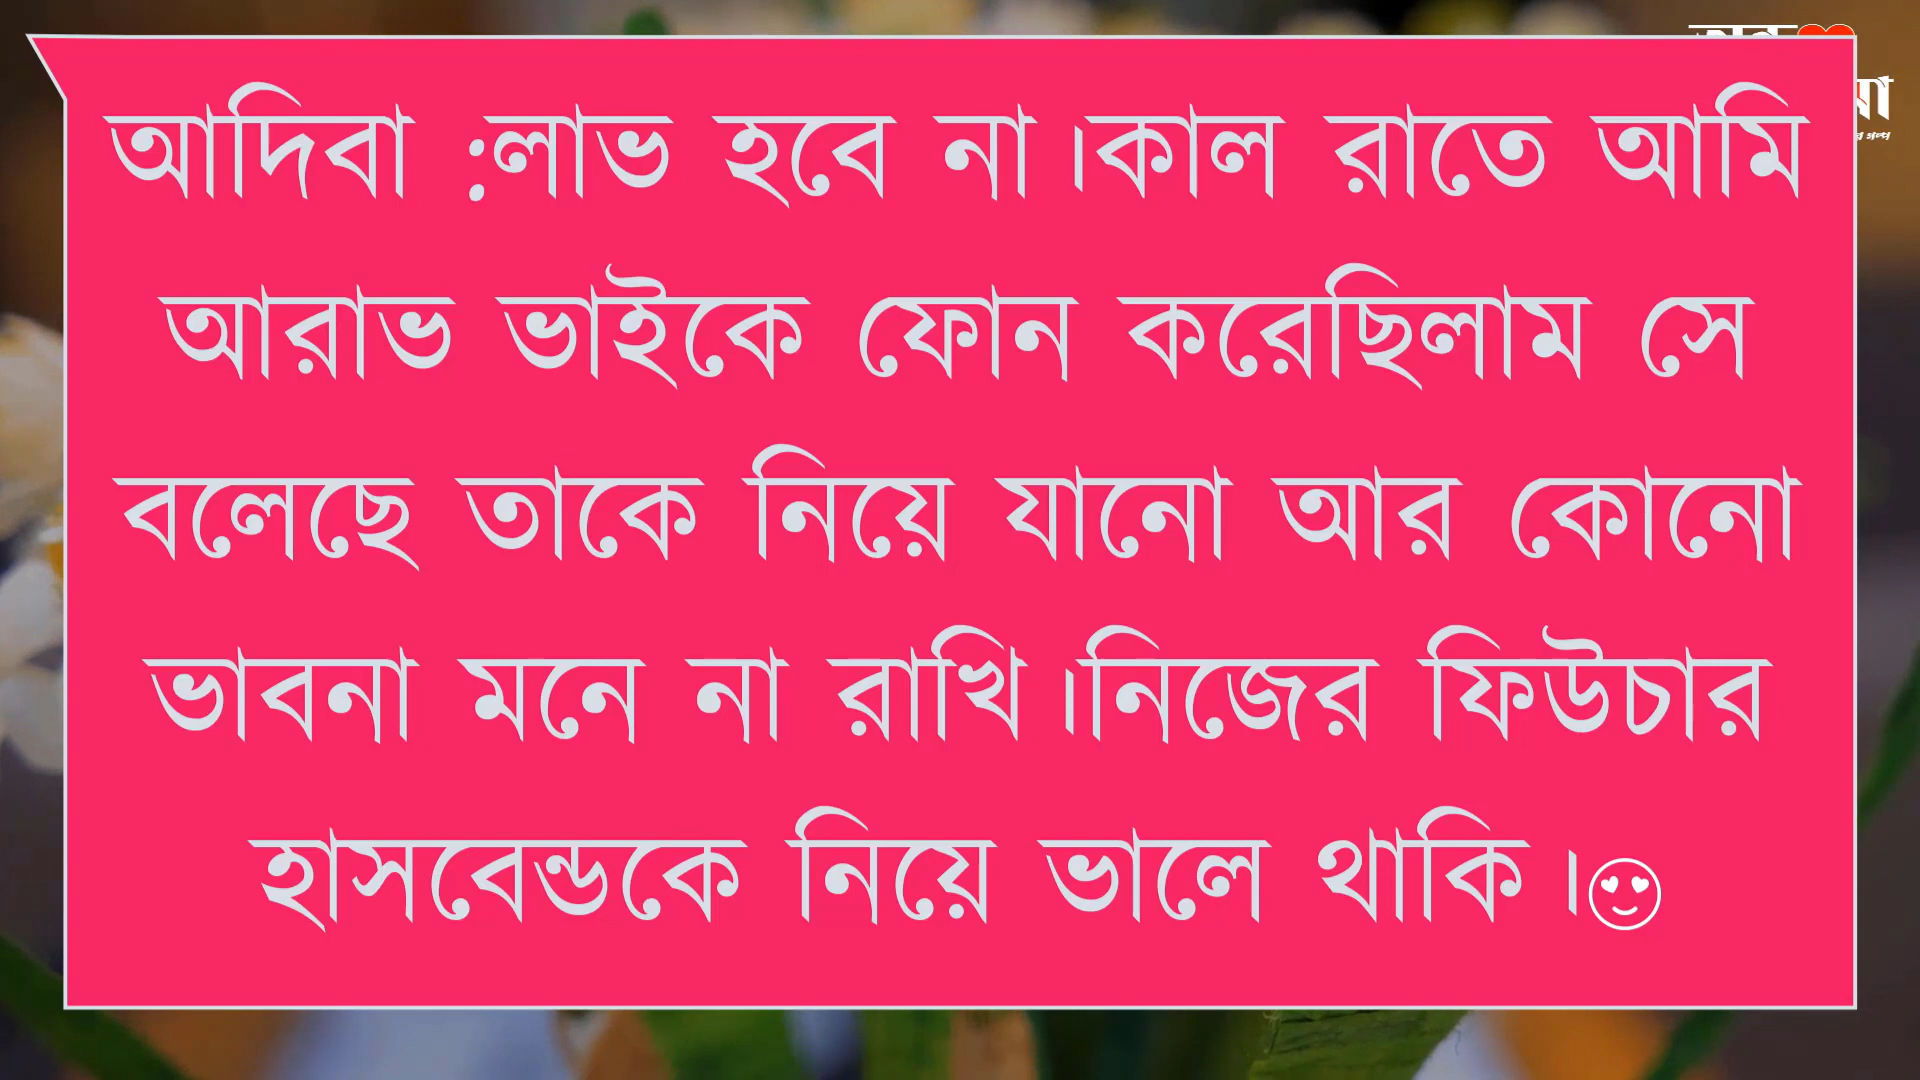 আদিবা :লাভ হবে না।কাল রাতে আমি
আরাভ ভাইকে ফোন করেছিলাম সে
বলেছে তাকে নিয়ে যানো আর কোনো
ভাবনা মনে না রাখি।নিজের ফিউচার
হাসবেন্ডকে নিয়ে ভালে থাকি।😍